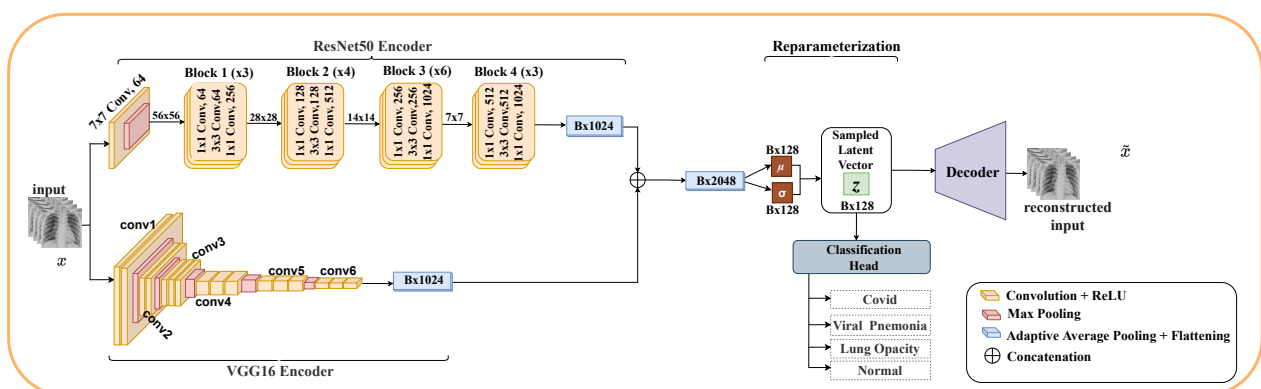 ResNet50 Encoder
Reparameterization
7x7 Conv, 64
56x56
Block 1 (x3)
1x1 Conv, 64
3x3 Conv,64
1x1 Conv, 256
28x28
Block 2 (x4)
1x1 Conv, 128
3x3 Conv,128
1x1 Conv, 512
14x14
Block 3 (x6)
1x1 Conv, 256
3x3 Conv,256
1x1 Conv, 1024
7x7
Block 4 (x3)
1x1 Conv, 512
3x3 Conv,512
1x1 Conv, 1024
Bx1024
input
x
conv1
conv2
conv3
conv4
conv5
conv6
Bx1024
VGG16 Encoder
Bx2048
Bx128
μ
σ
Bx128
Sampled
Latent
Vector
z
Bx128
Decoder
x̃
reconstructed
input
Classification
Head
Covid
Viral Pnemonia
Lung Opacity
Normal
Convolution + ReLU
Max Pooling
Adaptive Average Pooling + Flattening
Concatenation